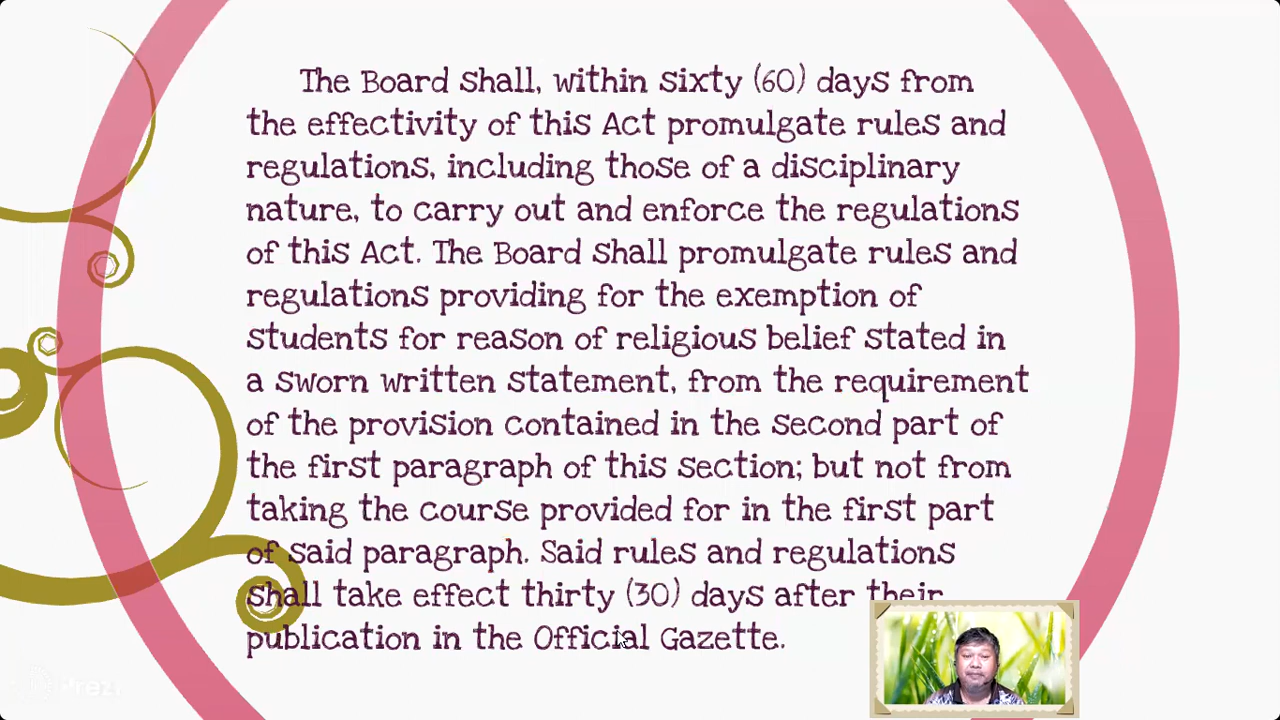 The Board shall, within sixty (60) days from
the effectivity of this Act promulgate rules and
regulations, including those of a disciplinary
nature, to carry out and enforce the regulations
of this Act. The Board shall promulgate rules and
regulations providing for the exemption of
students for reason of religious belief stated in
a sworn written statement, from the requirement
of the provision contained in the second part of
the first paragraph of this section; but not from
taking the course provided for in the first part
of said paragraph. Said rules and regulations
shall take effect thirty (30) days after their
publication in the Official Gazette.
Prezi